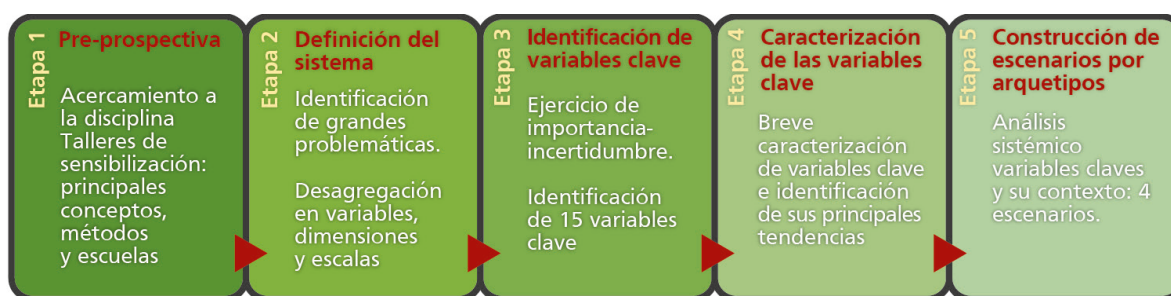 Etapa 1
Pre-prospectiva
Acercamiento a
la disciplina
Talleres de
sensibilización:
principales
conceptos,
métodos
y escuelas
Etapa 2
Definición del
sistema
Identificación
de grandes
problemáticas.
Desagregación
en variables,
dimensiones
y escalas
Etapa 3
Identificación de
variables clave
Ejercicio de
importancia-
incertidumbre.
Identificación
de 15 variables
clave
Etapa 4
Caracterización
de las variables
clave
Breve
caracterización
de variables clave
e identificación
de sus principales
tendencias
Etapa 5
Construcción de
escenarios por
arquetipos
Análisis
sistémico
variables claves
y su contexto: 4
escenarios.